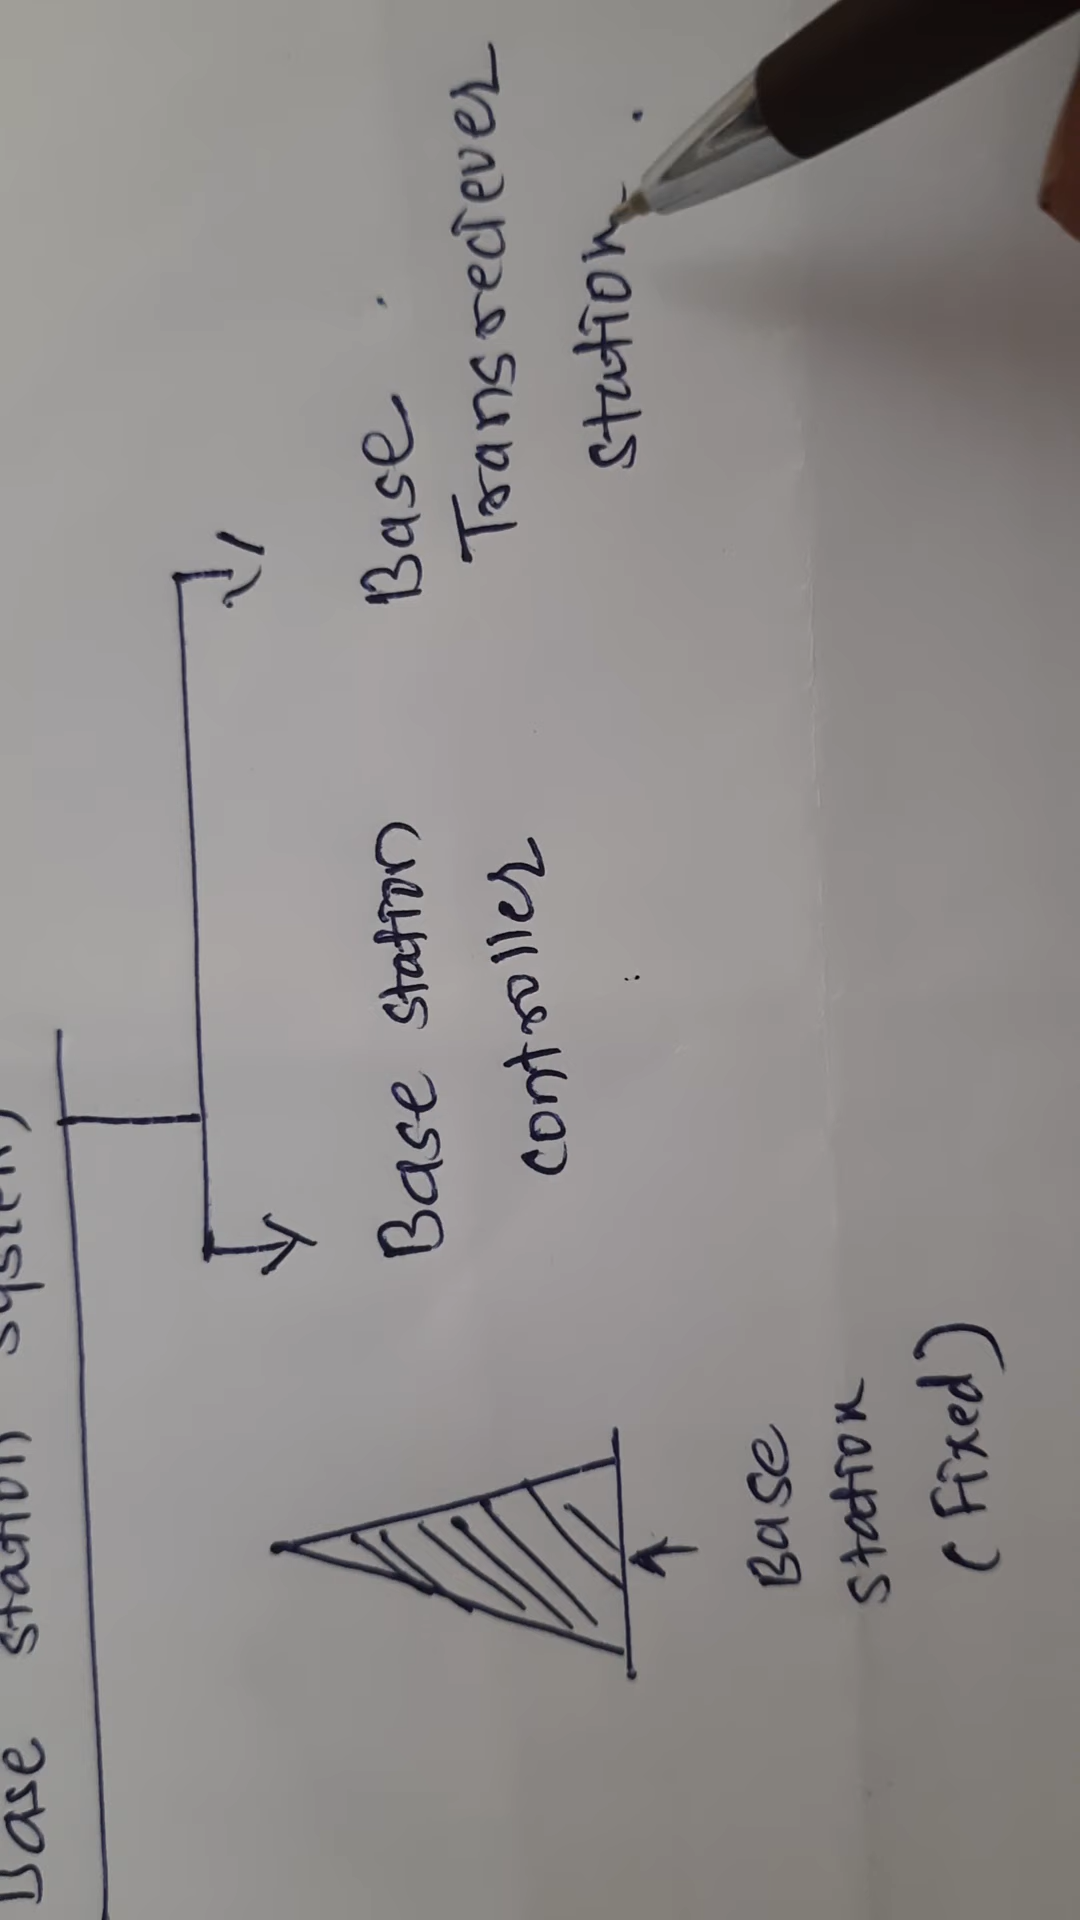 Base station system)
Base station
controller
Base
Transreciever
station
Base
station
(Fixed)